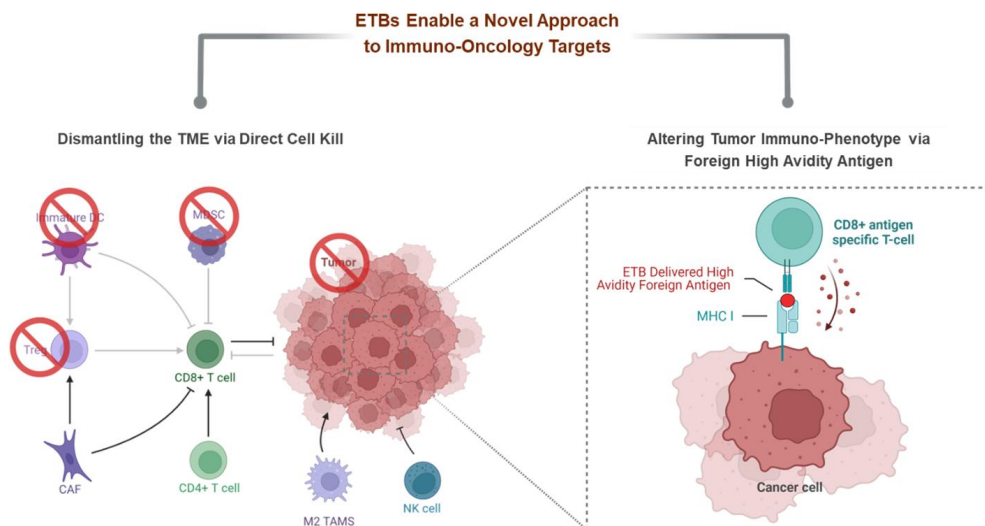 ETBs Enable a Novel Approach
to Immuno-Oncology Targets
Dismantling the TME via Direct Cell Kill
Immature DC
MDSC
Tumor
Treg
CD8+ T cell
CAF
CD4+ T cell
M2 TAMS
NK cell
Altering Tumor Immuno-Phenotype via
Foreign High Avidity Antigen
CD8+ antigen
specific T-cell
ETB Delivered High
Avidity Foreign Antigen
MHC I
Cancer cell